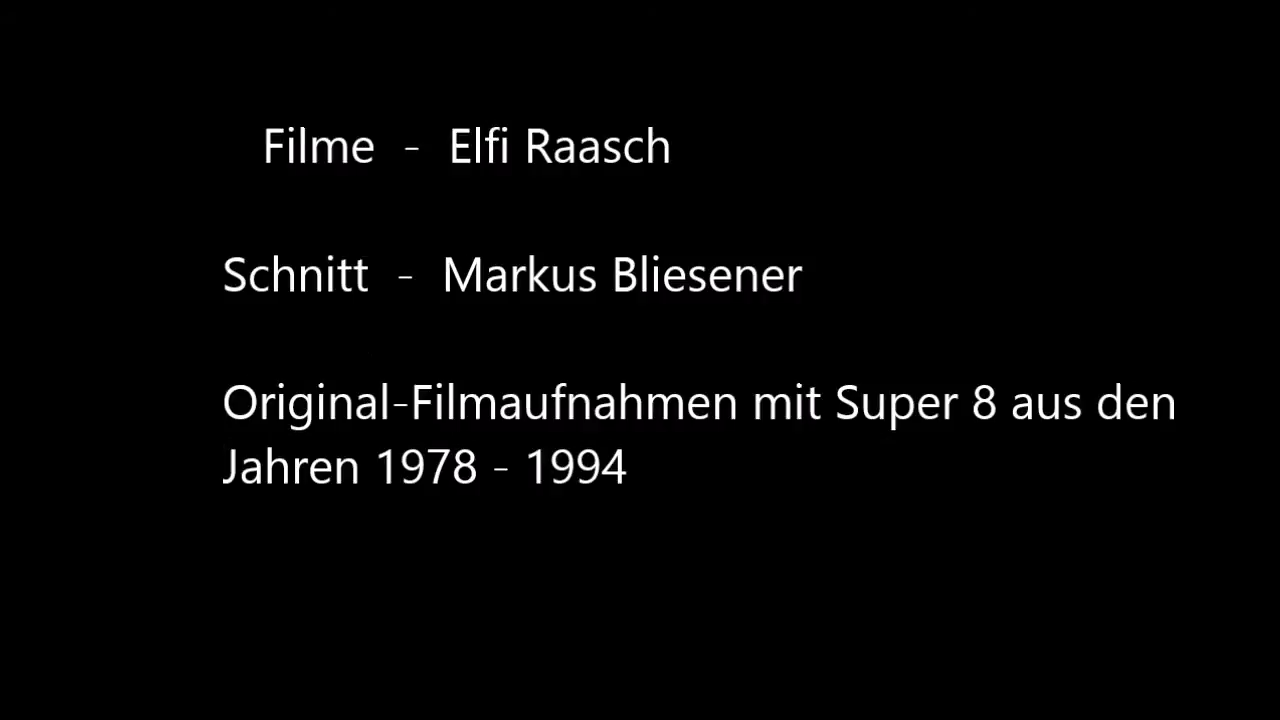 Filme - Elfi Raasch
Schnitt - Markus Bliesener
Original-Filmaufnahmen mit Super 8 aus den
Jahren 1978 - 1994